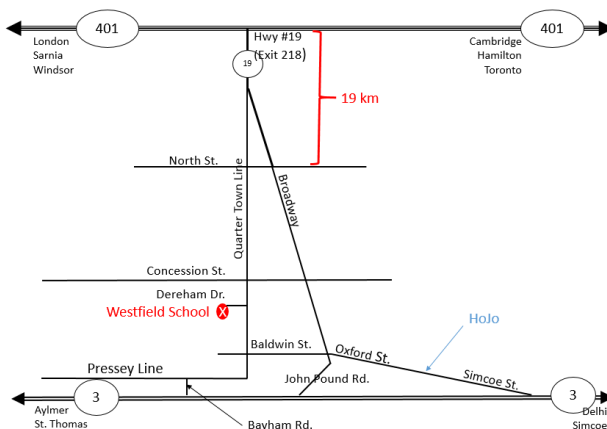 401
401
London
Sarnia
Windsor
Hwy #19
(Exit 218)
Cambridge
Hamilton
Toronto
19
19 km
North St.
Broadway
Quarter Town Line
Concession St.
Dereham Dr.
Westfield School
X
HoJo
Baldwin St.
Oxford St.
Simcoe St.
Pressey Line
John Pound Rd.
3
3
Aylmer
St. Thomas
Bayham Rd.
Delhi
Simcoe